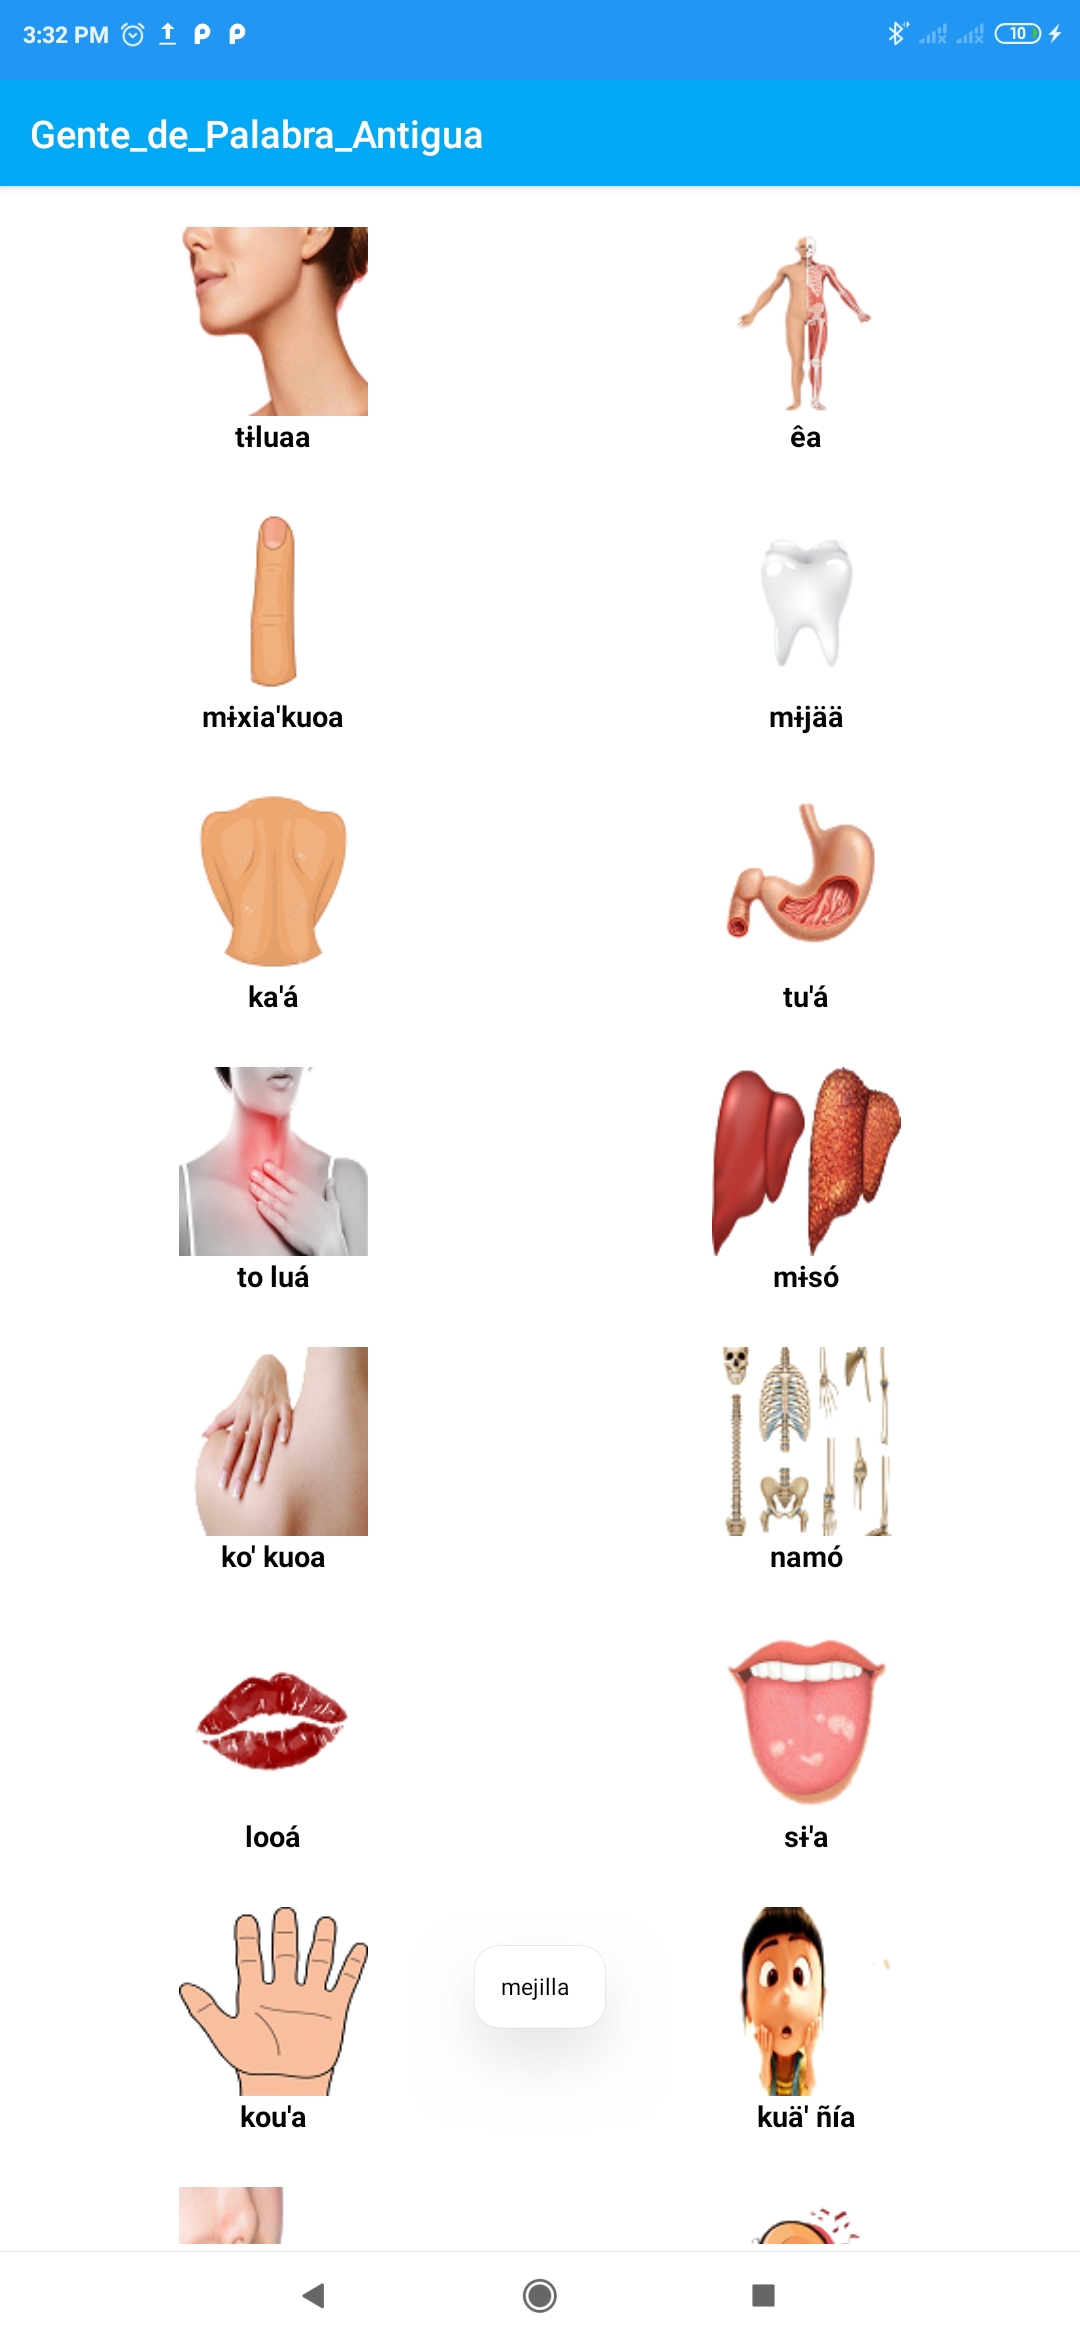 3:32 PM
10
Gente_de_Palabra_Antigua
tɨluaa
êa
mɨxia'kuoa
mɨjää
ka'á
tu'á
to luá
mɨsó
ko' kuoa
namó
looá
sɨ'a
mejilla
kou'a
kuä' ñía